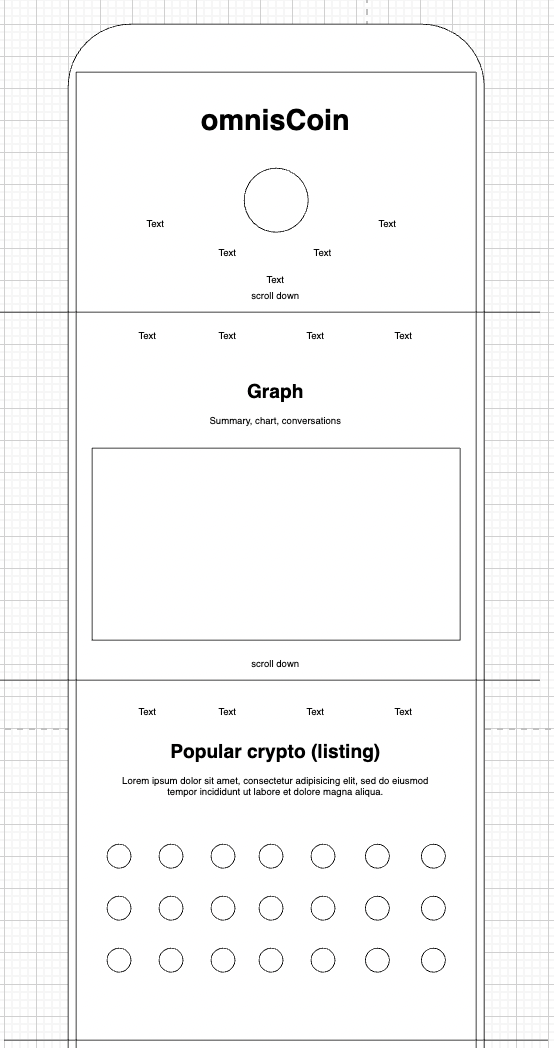 omnisCoin
Text
Text
Text
Text
Text
scroll down
Text
Text
Text
Text
Graph
Summary, chart, conversations
scroll down
Text
Text
Text
Text
Popular crypto (listing)
Lorem ipsum dolor sit amet, consectetur adipisicing elit, sed do eiusmod
tempor incididunt ut labore et dolore magna aliqua.